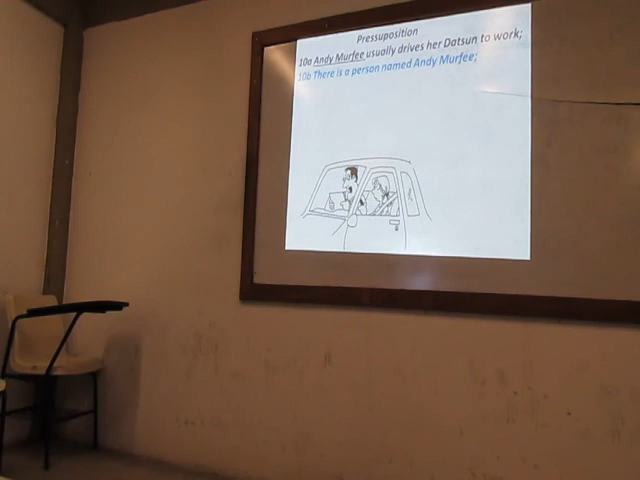 Pressuposition
10a Andy Murfee usually drives her Datsun to work;
10b There is a person named Andy Murfee;